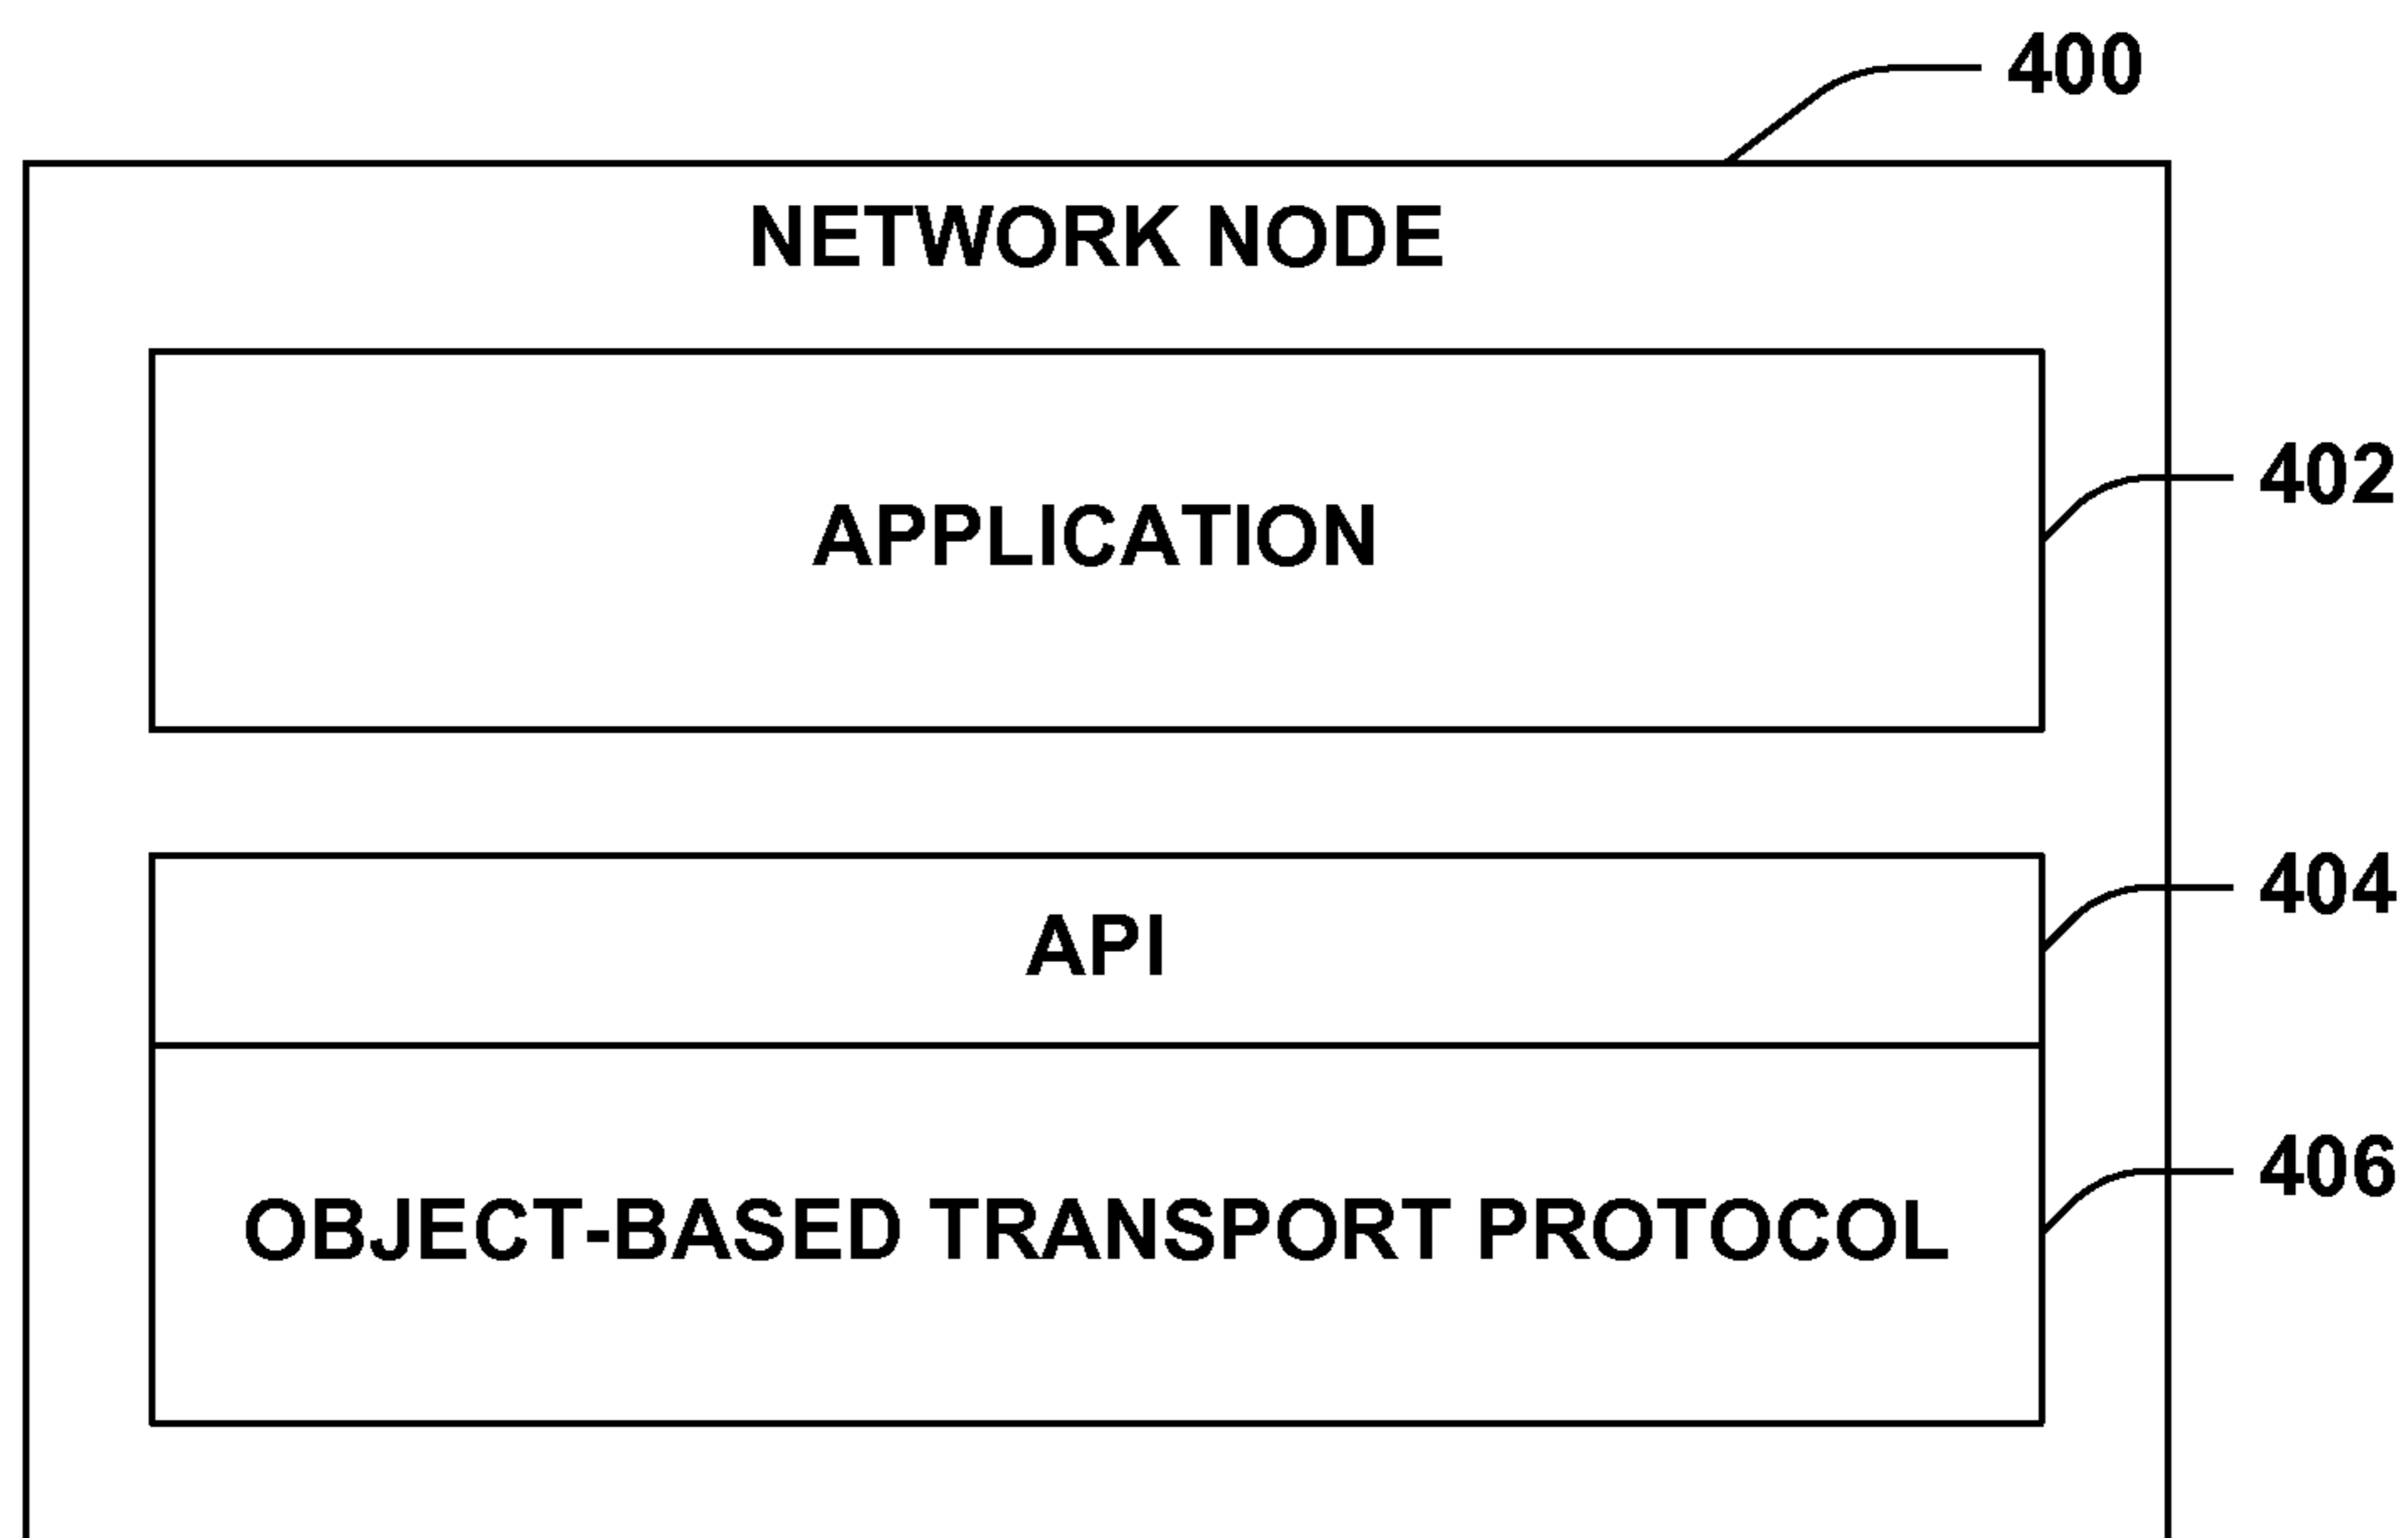 400
NETWORK NODE
402
APPLICATION
404
API
406
OBJECT-BASED TRANSPORT PROTOCOL